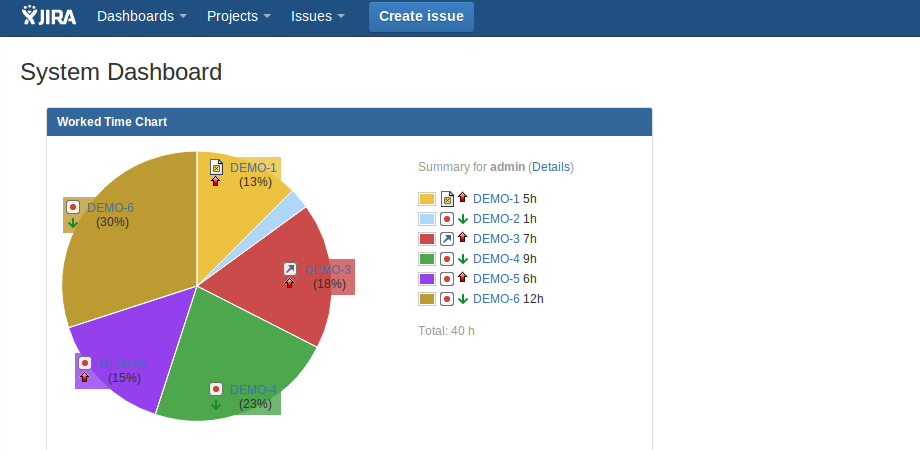 JIRA Dashboards Projects Issues Create issue
System Dashboard
Worked Time Chart
DEMO-1
(13%)
DEMO-6
(30%)
DEMO-3
(18%)
DEMO-5
(15%)
DEMO-4
(23%)
Summary for admin (Details)
DEMO-1 5h
DEMO-2 1h
DEMO-3 7h
DEMO-4 9h
DEMO-5 6h
DEMO-6 12h
Total: 40 h